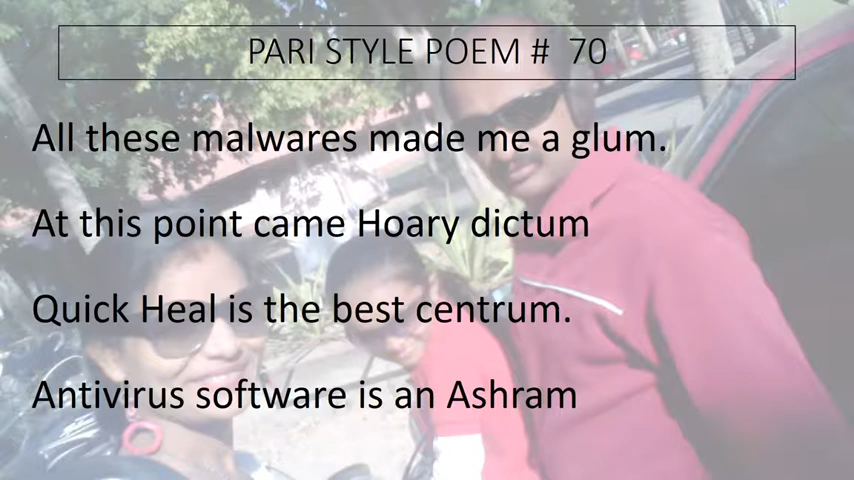 PARI STYLE POEM #  70
All these malwares made me a glum.
At this point came Hoary dictum
Quick Heal is the best centrum.
Antivirus software is an Ashram